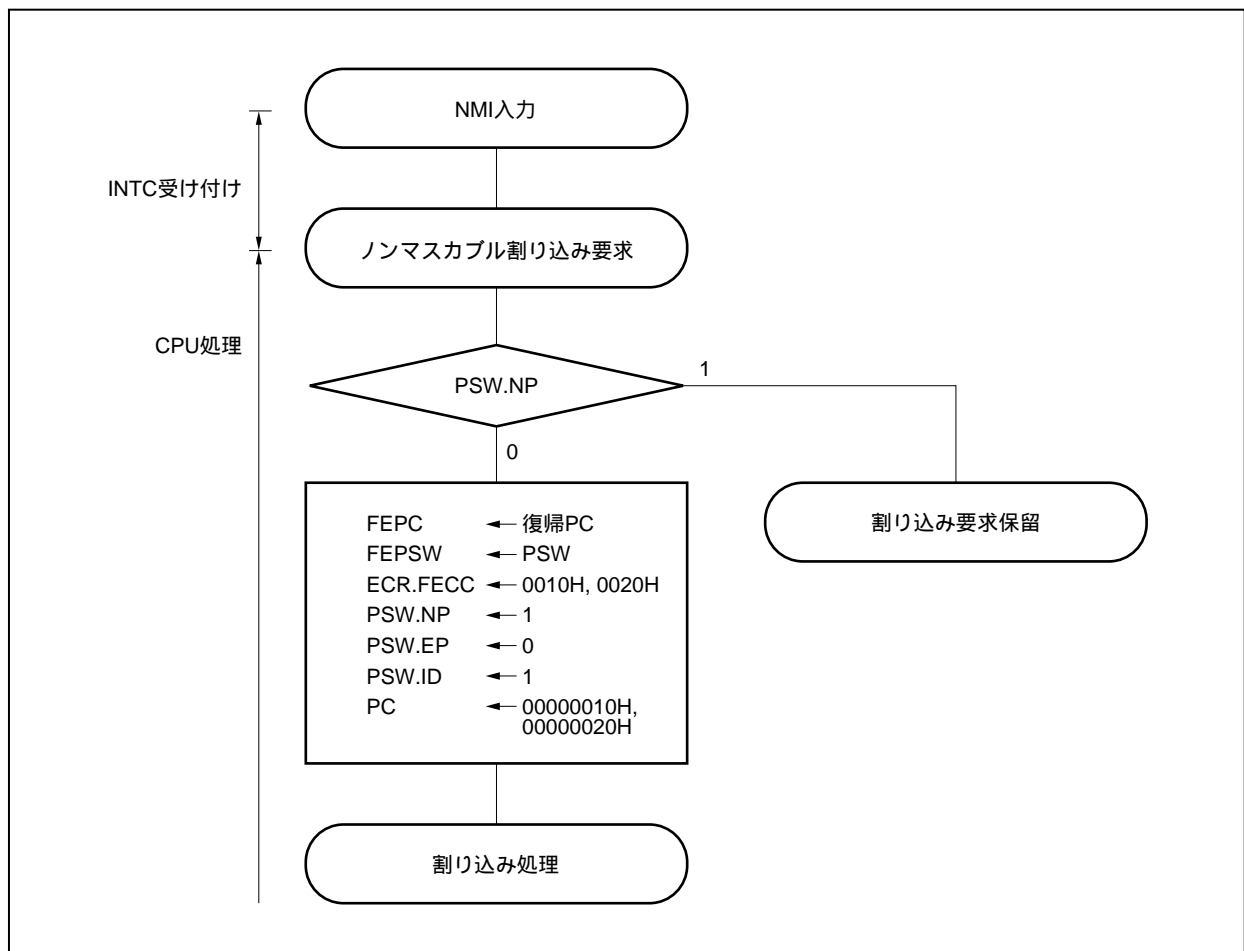 NMI入力
INTC受け付け
ノンマスカブル割り込み要求
CPU処理
PSW.NP
1
0
FEPC ← 復帰PC
FEPSW ← PSW
ECR.FECC ← 0010H, 0020H
PSW.NP ← 1
PSW.EP ← 0
PSW.ID ← 1
PC ← 00000010H,
00000020H
割り込み要求保留
割り込み処理